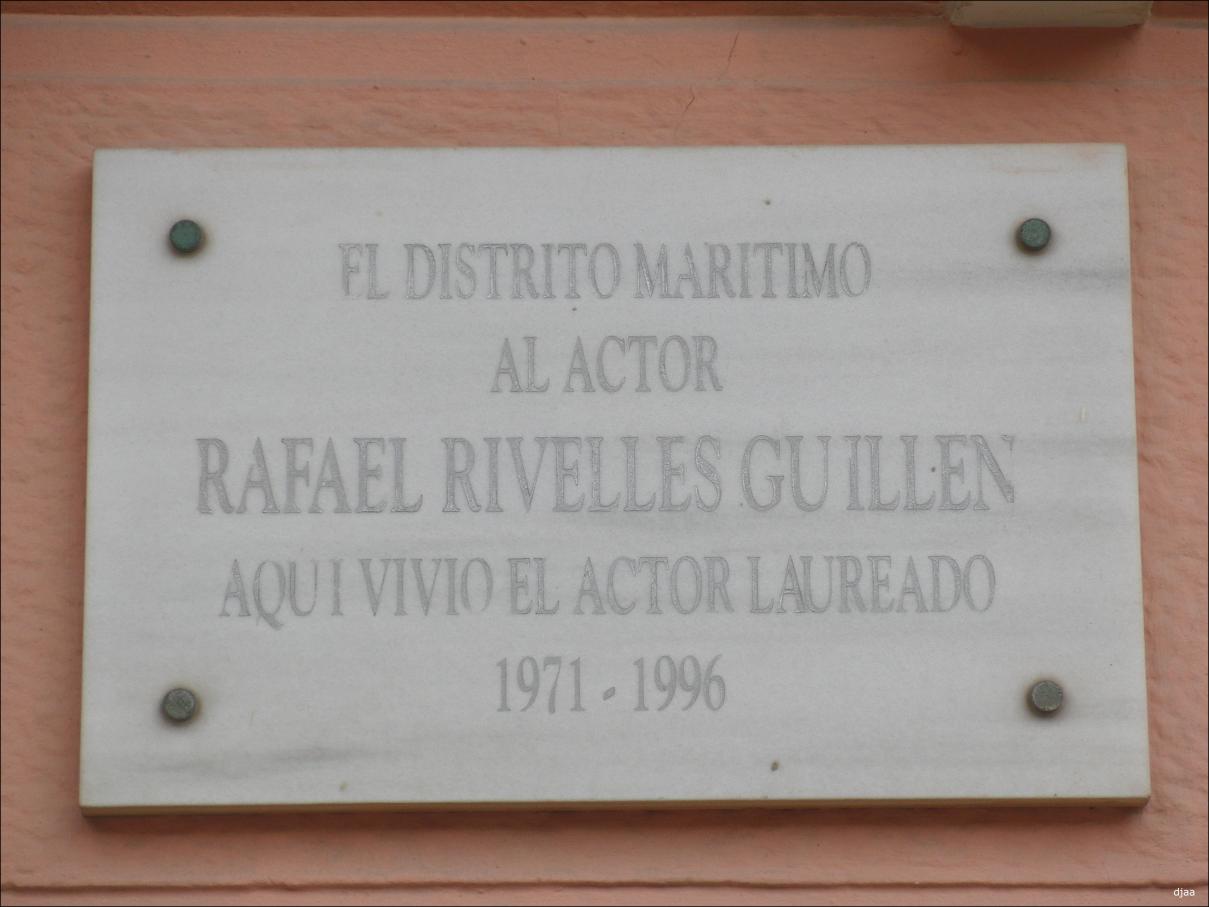 EL DISTRITO MARITIMO
AL ACTOR
RAFAEL RIVELLES GUILLEN
AQUI VIVIO EL ACTOR LAUREADO
1971 - 1996
djaa